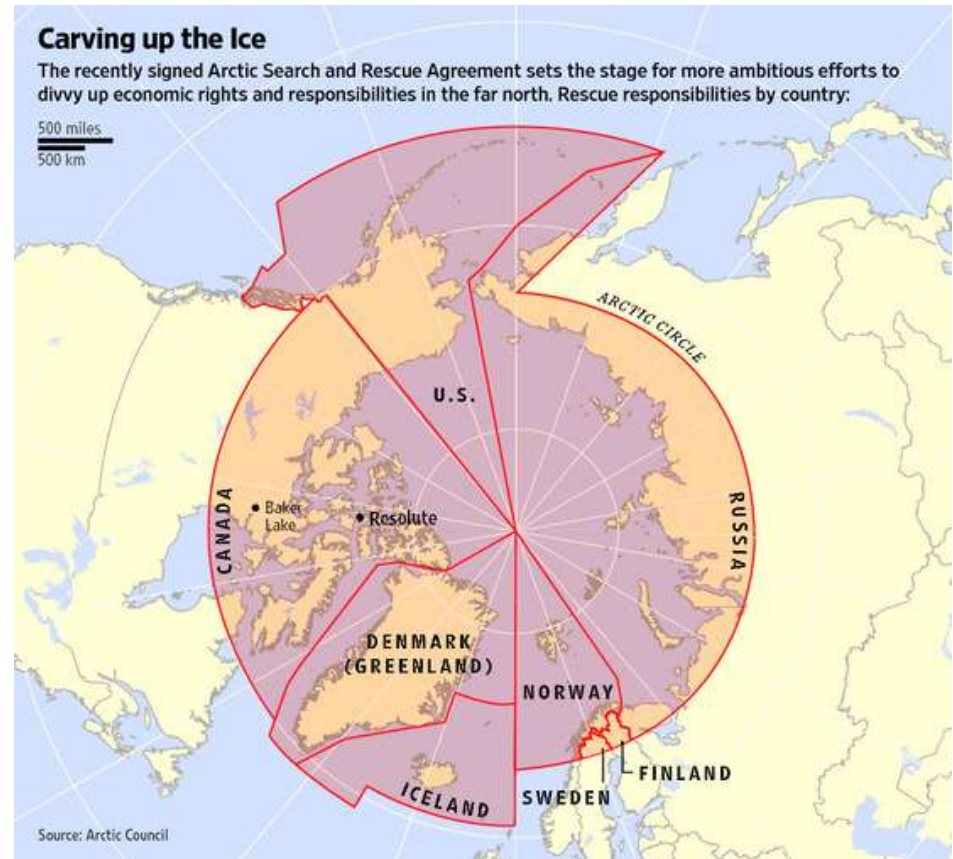 Carving up the Ice
The recently signed Arctic Search and Rescue Agreement sets the stage for more ambitious efforts to
divvy up economic rights and responsibilities in the far north. Rescue responsibilities by country:
500 miles
500 km
ARCTIC CIRCLE
U.S.
CANADA
Baker
Lake
Resolute
RUSSIA
DENMARK
(GREENLAND)
NORWAY
ICELAND
FINLAND
SWEDEN
Source: Arctic Council